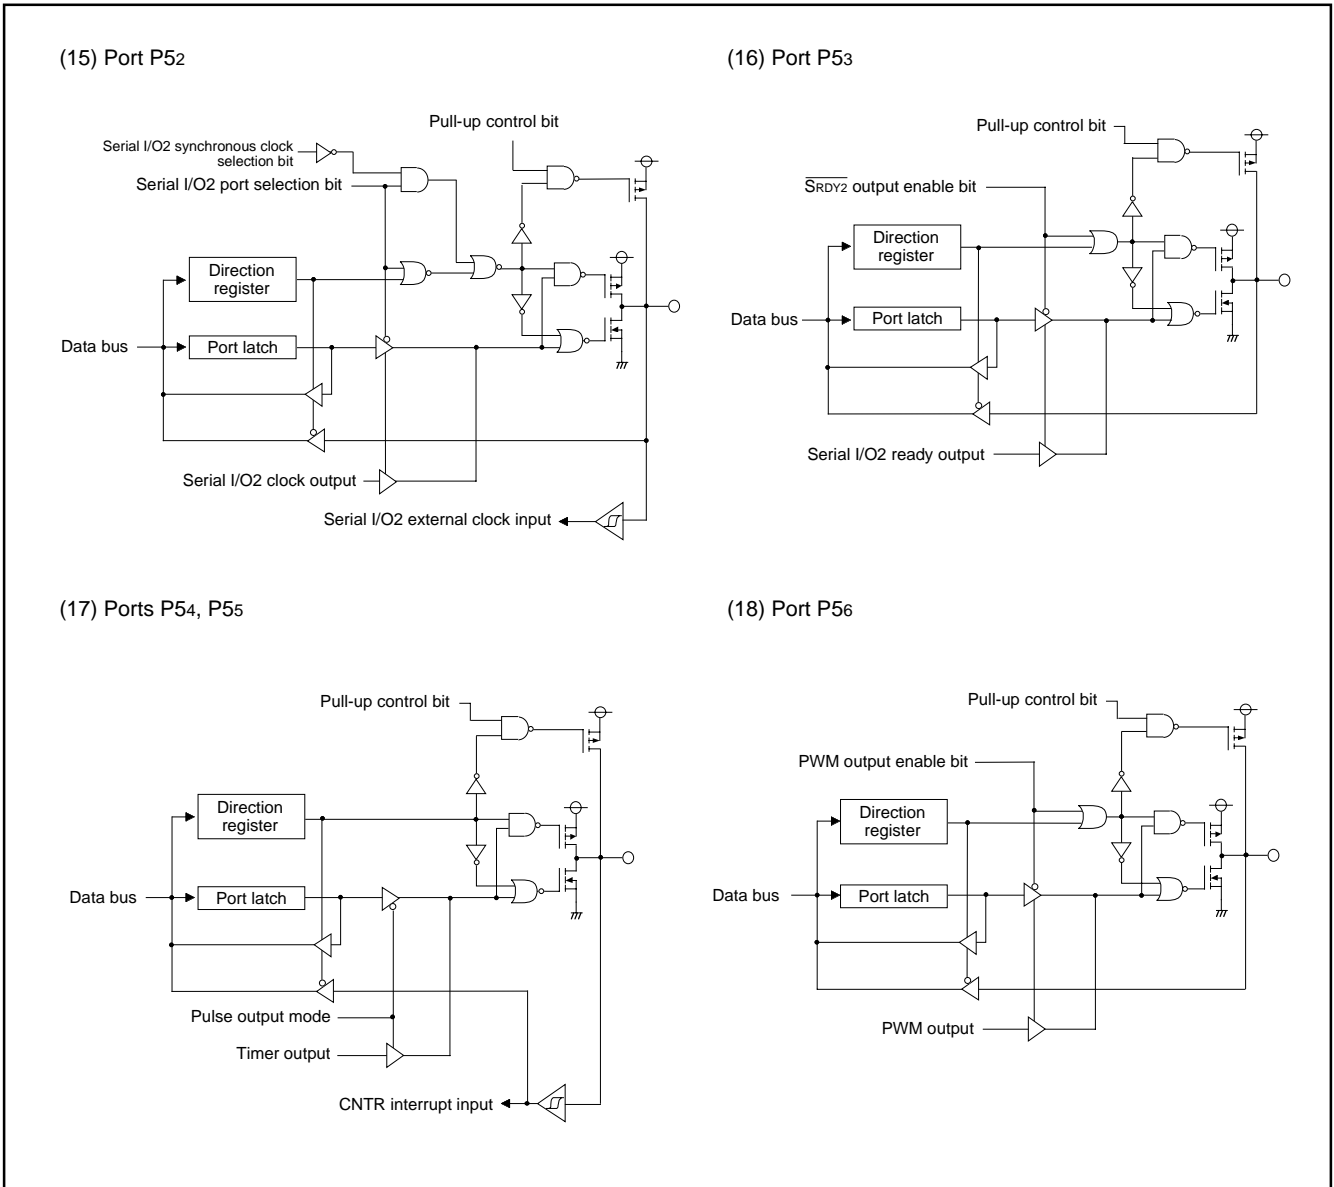 (15) Port P52
Pull-up control bit
Serial I/O2 synchronous clock
selection bit
Serial I/O2 port selection bit
Direction
register
Data bus
Port latch
Serial I/O2 clock output
Serial I/O2 external clock input
(16) Port P53
Pull-up control bit
SRDY2 output enable bit
Direction
register
Data bus
Port latch
Serial I/O2 ready output
(17) Ports P54, P55
Pull-up control bit
Direction
register
Data bus
Port latch
Pulse output mode
Timer output
CNTR interrupt input
(18) Port P56
Pull-up control bit
PWM output enable bit
Direction
register
Data bus
Port latch
PWM output